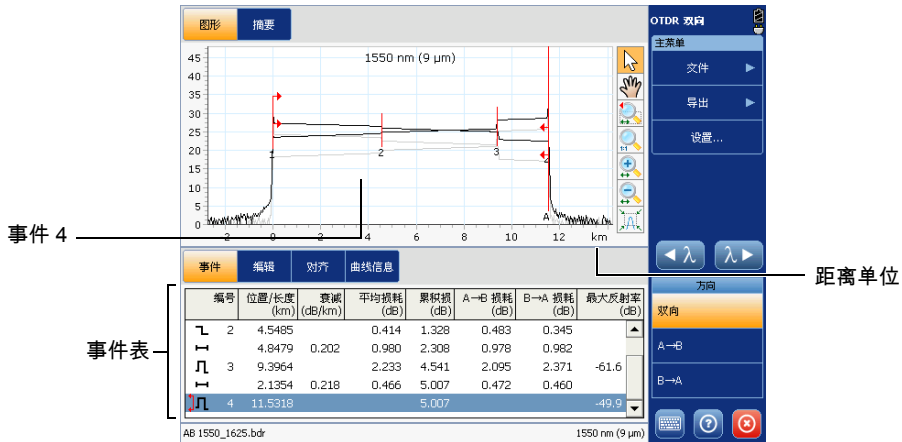 图形 摘要
OTDR 双向
主菜单
文件
导出
设置...
1550 nm (9 µm)
45
40
35
30
25
20
15
10
5
0
1 2 3 A
2 0 2 4 6 8 10 12 km
1:1
事件 4
距离单位
事件表
λ λ
方向
双向
A→B
B→A
事件 编辑 对齐 曲线信息
编号 位置/长度 (km) 衰减 (dB/km) 平均损耗 (dB) 累积损 (dB) A→B 损耗 (dB) B→A 损耗 (dB) 最大反射率 (dB)
2 4.5485 0.414 1.328 0.483 0.345
4.8479 0.202 0.980 2.308 0.978 0.982
3 9.3964 2.233 4.541 2.095 2.371 -61.6
2.1354 0.218 0.466 5.007 0.472 0.460
4 11.5318 5.007 -49.9
AB 1550_1625.bdr 1550 nm (9 µm)